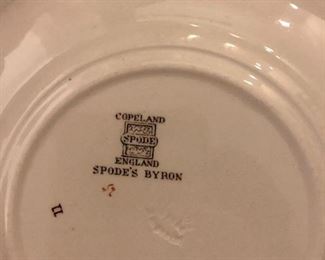 COPELAND
SPODE
ENGLAND
SPODE'S BYRON